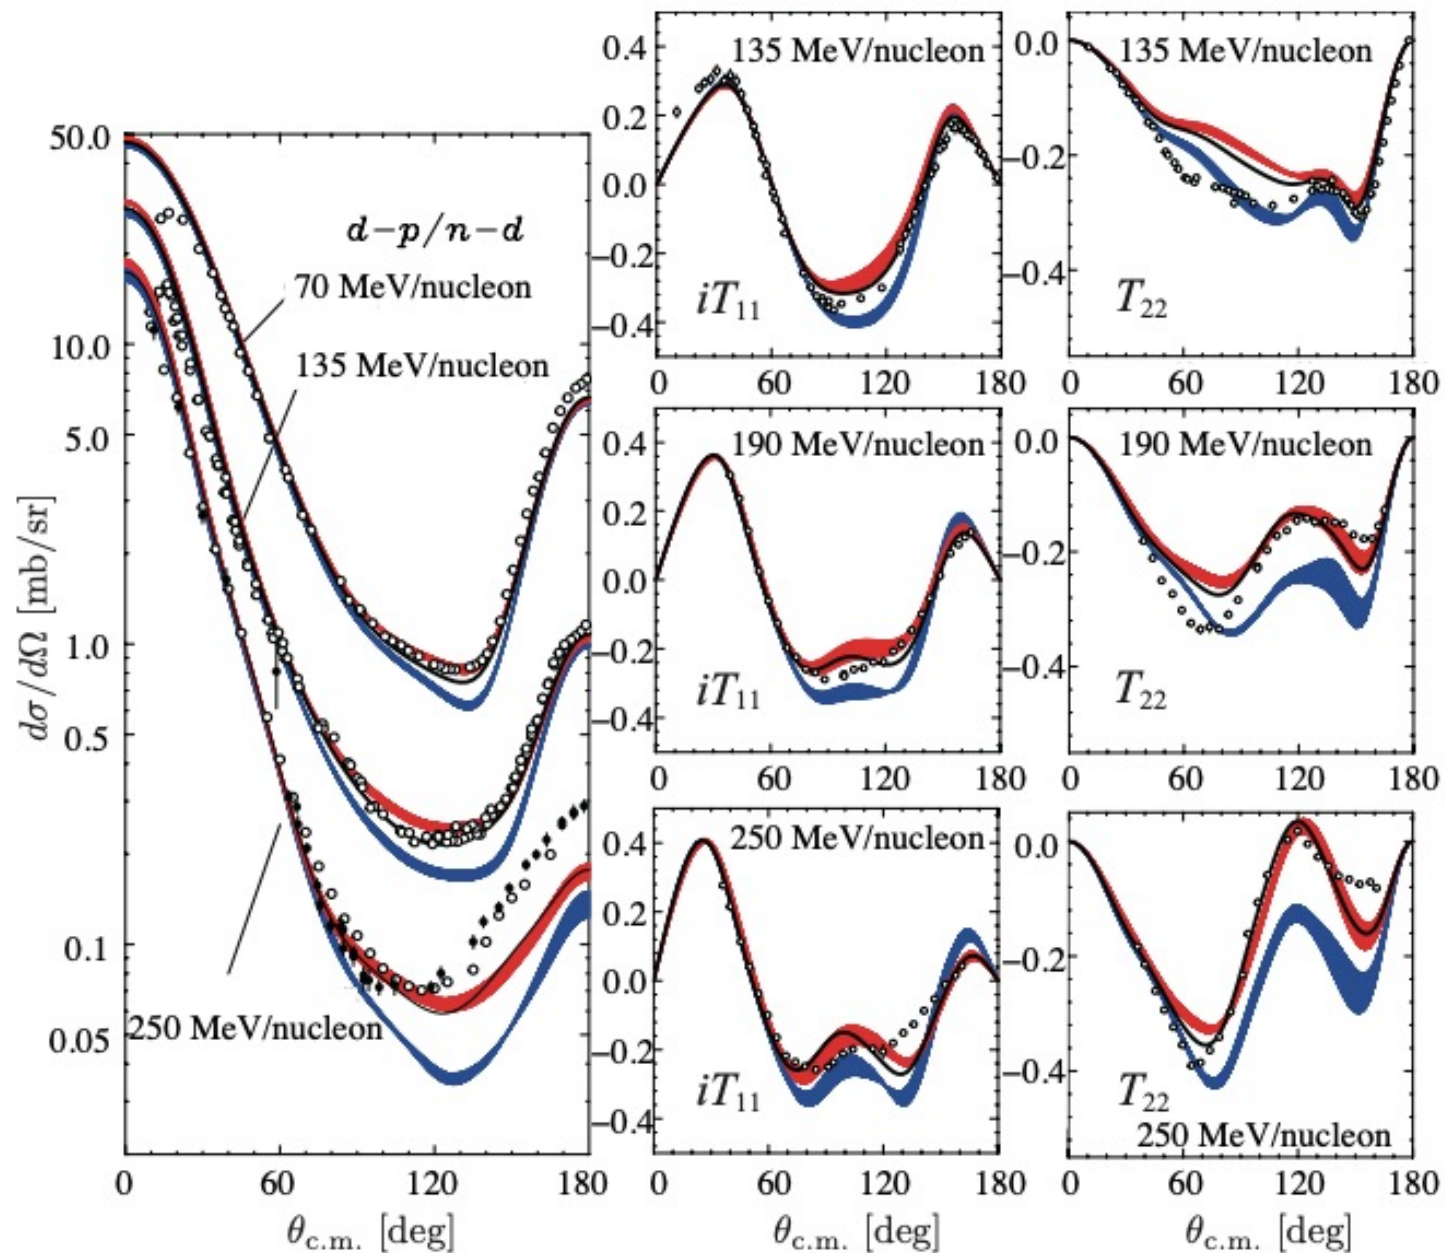 50.0
10.0
5.0
1.0
0.5
0.1
0.05
dσ/dΩ [mb/sr]
d−p/n−d
70 MeV/nucleon
135 MeV/nucleon
250 MeV/nucleon
0 60 120 180
θc.m. [deg]
0.4
0.2
0.0
−0.2
−0.4
135 MeV/nucleon
iT11
0 60 120 180
0.0
−0.2
−0.4
135 MeV/nucleon
T22
0 60 120 180
0.4
0.2
0.0
−0.2
−0.4
190 MeV/nucleon
iT11
0 60 120 180
0.0
−0.2
−0.4
190 MeV/nucleon
T22
0 60 120 180
0.4
0.2
0.0
−0.2
−0.4
250 MeV/nucleon
iT11
0 60 120 180
θc.m. [deg]
0.0
−0.2
−0.4
T22
250 MeV/nucleon
0 60 120 180
θc.m. [deg]